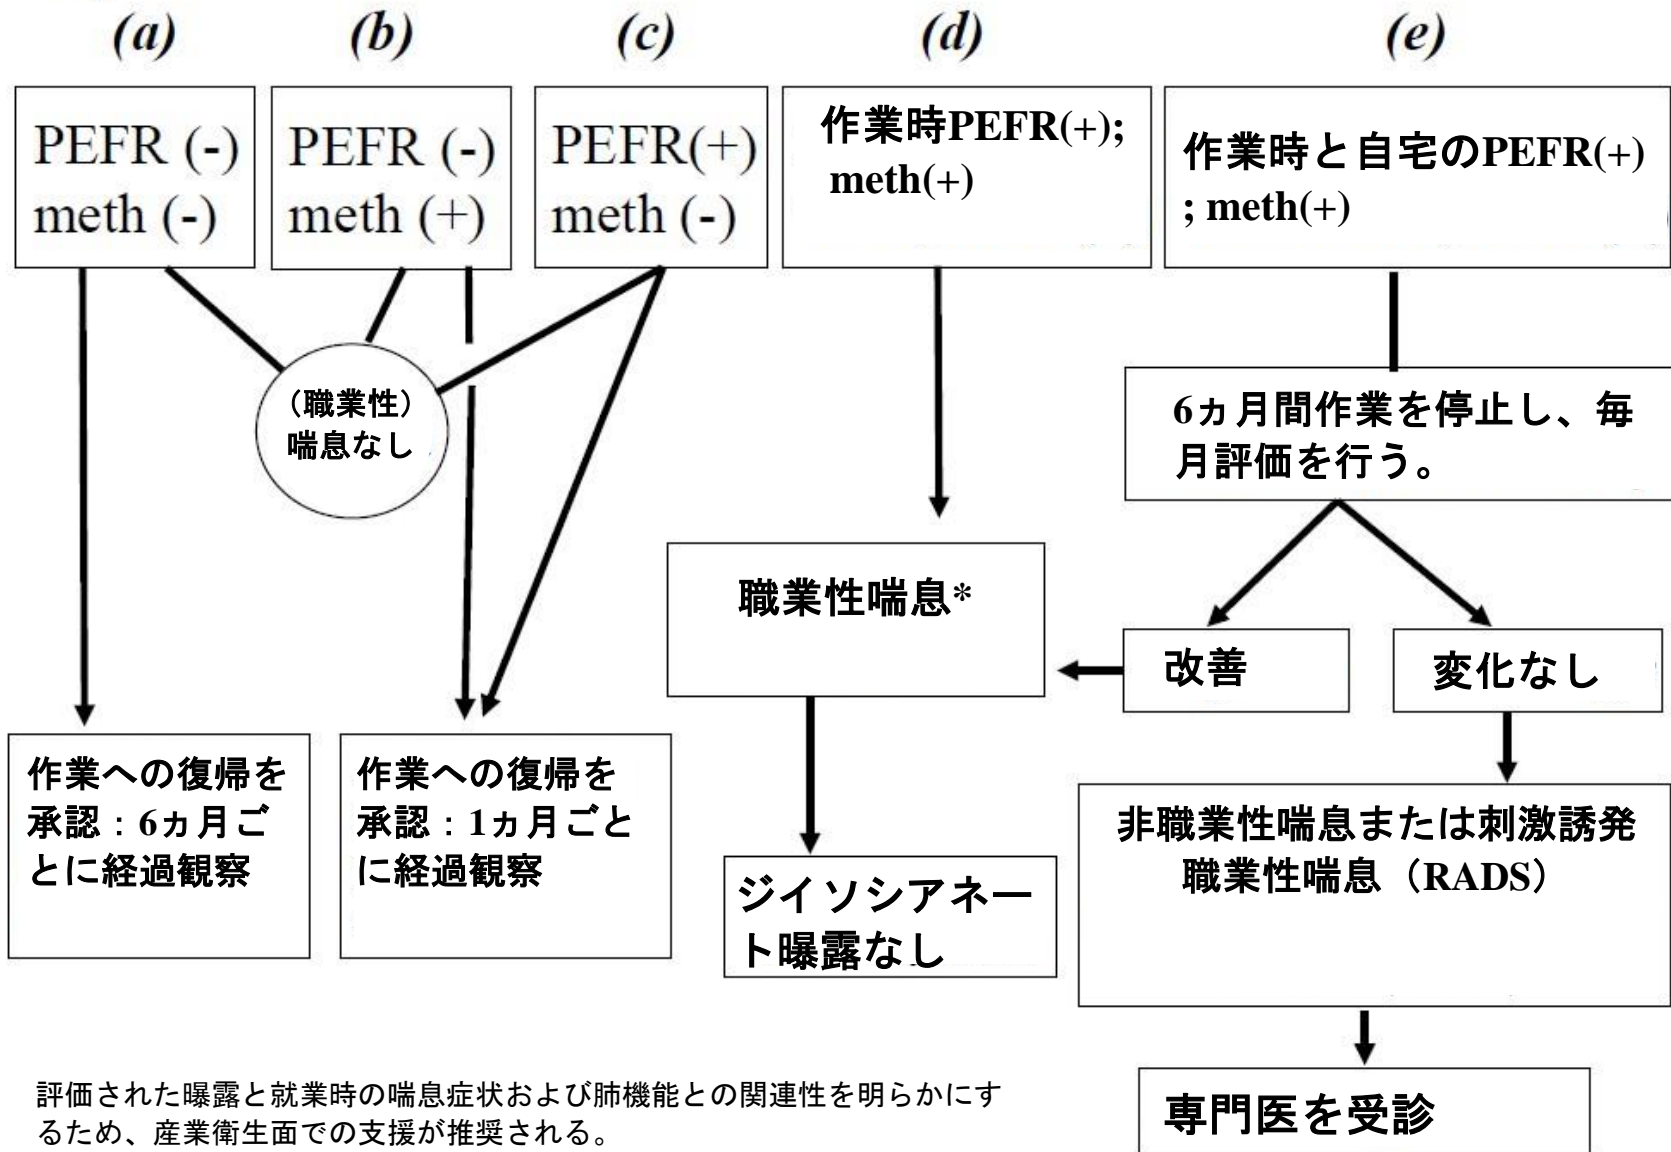 (a)
(b)
(c)
(d)
(e)
PEFR (-)
meth (-)
PEFR (-)
meth (+)
PEFR(+)
meth (-)
作業時PEFR(+);
meth(+)
作業時と自宅のPEFR(+)
; meth(+)
（職業性）
喘息なし
6ヵ月間作業を停止し、毎
月評価を行う。
職業性喘息*
改善
変化なし
作業への復帰を
承認：6ヵ月ご
とに経過観察
作業への復帰を
承認：1ヵ月ごと
に経過観察
ジイソシアネー
ト曝露なし
非職業性喘息または刺激誘発
職業性喘息（RADS）
専門医を受診
評価された曝露と就業時の喘息症状および肺機能との関連性を明らかにす
るため、産業衛生面での支援が推奨される。